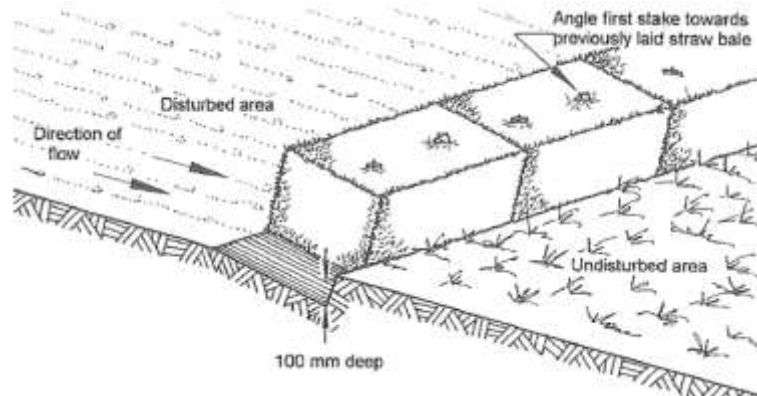 Angle first stake towards
previously laid straw bale
Disturbed area
Direction of
flow
Undisturbed area
100 mm deep